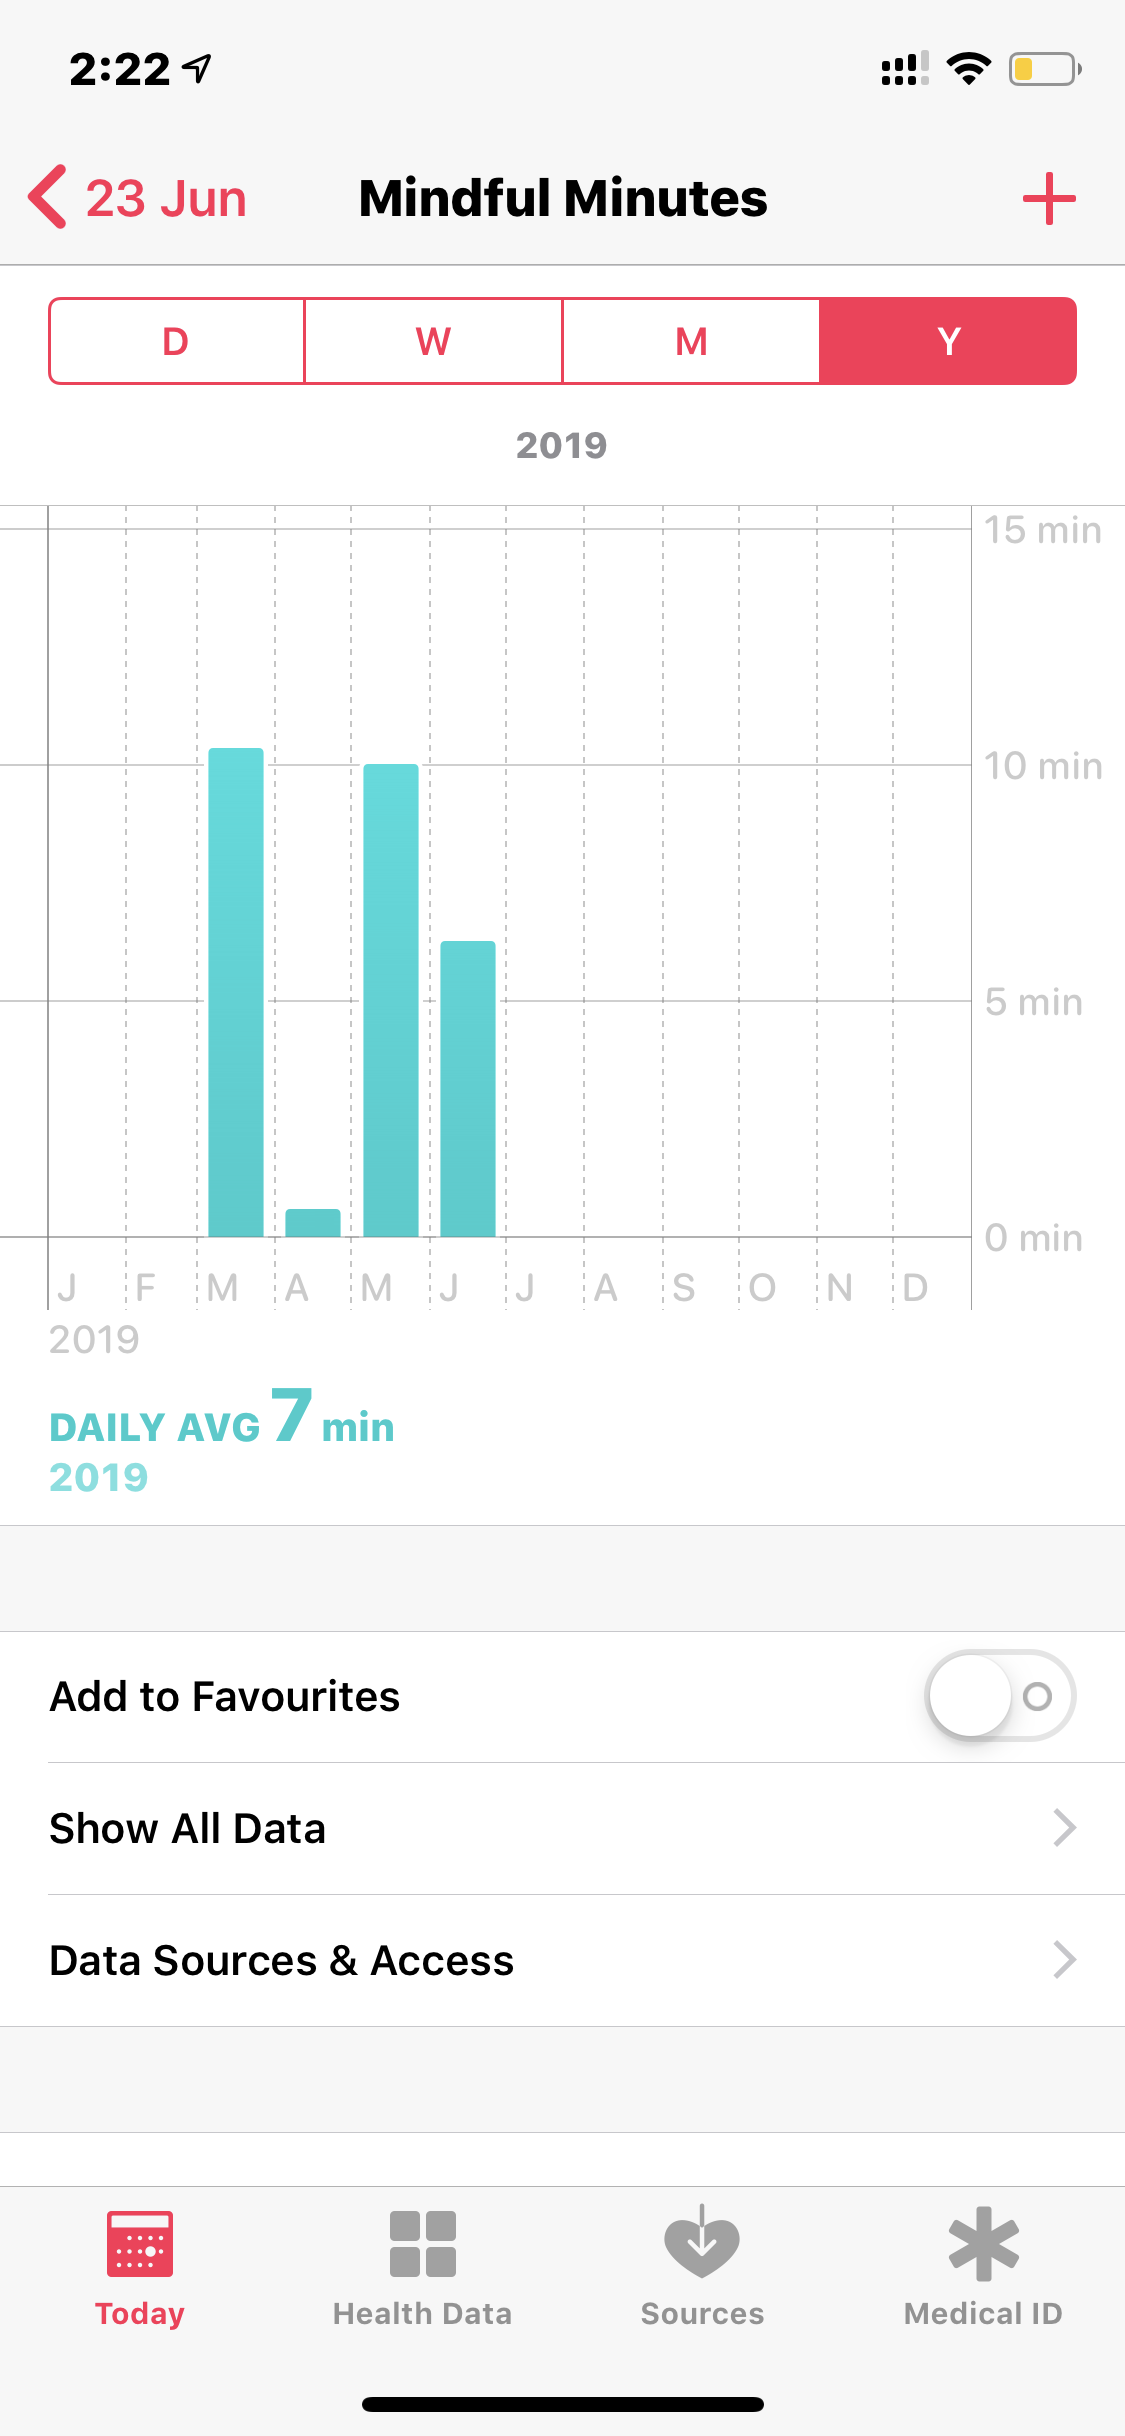 2:22
23 Jun Mindful Minutes
D W M Y
2019
15 min
10 min
5 min
0 min
J F M A M J J A S O N D
2019
DAILY AVG 7 min
2019
Add to Favourites
Show All Data
Data Sources & Access
Today Health Data Sources Medical ID